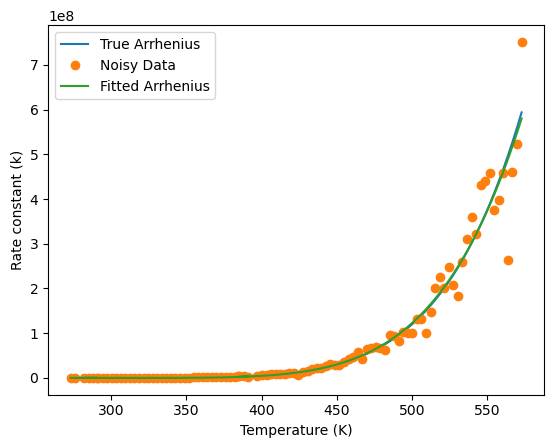 1e8
True Arrhenius
Noisy Data
Fitted Arrhenius
7
6
5
4
3
2
1
0
Rate constant (k)
300 350 400 450 500 550
Temperature (K)